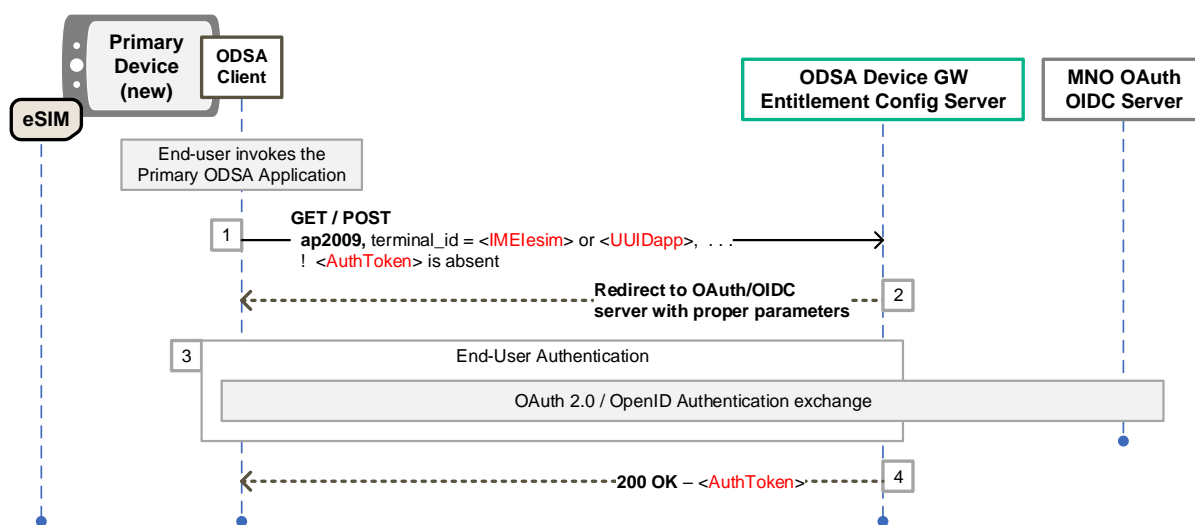 Primary
Device
(new)
ODSA
Client
eSIM
ODSA Device GW
Entitlement Config Server
MNO OAuth
OIDC Server
End-user invokes the
Primary ODSA Application
1
GET / POST
ap2009, terminal_id = <IMEIesim> or <UUIDapp>, . . .
! <AuthToken> is absent
Redirect to OAuth/OIDC
server with proper parameters
2
3
End-User Authentication
OAuth 2.0 / OpenID Authentication exchange
200 OK – <AuthToken>
4